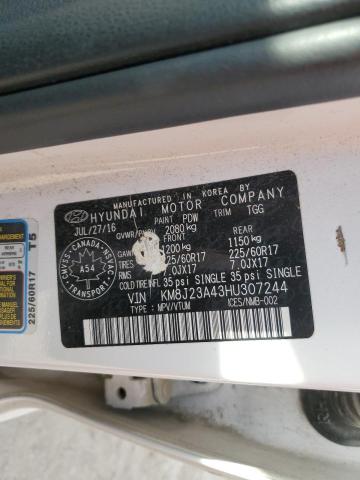 MANUFACTURED IN KOREA
HYUNDAI MOTOR COMPANY
JUL/27/16 PAINT PDW TRIM TGG
GVWR/PNBV 2080 kg
FRONT REAR
1200 kg 1150 kg
225/60R17 225/60R17
RIMS 7.0JX17 7.0JX17
COLD TIRE INFL 35 psi SINGLE 35 psi SINGLE
VIN KM8J23A43HU307244
TYPE : MPV/VTUM ICES/NMB-002
CMVSS-CANADA-NSVAC
A54
TRANSPORT
225/60R17 T5